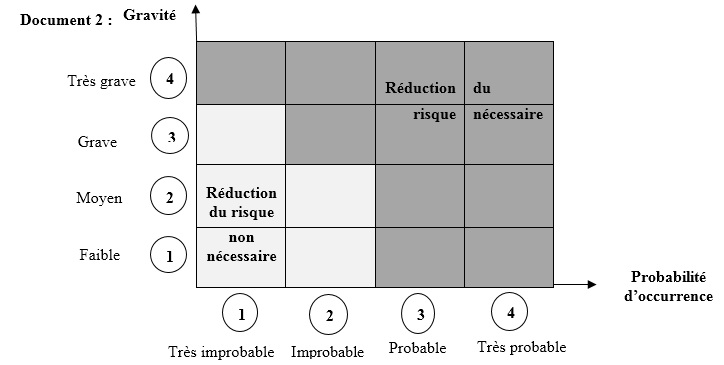 Document 2 : Gravité
Très grave 4
Réduction du
risque nécessaire
Grave 3
Moyen 2
Réduction
du risque
non
nécessaire
Faible 1
Probabilité
d’occurrence
1 2 3 4
Très improbable Improbable Probable Très probable